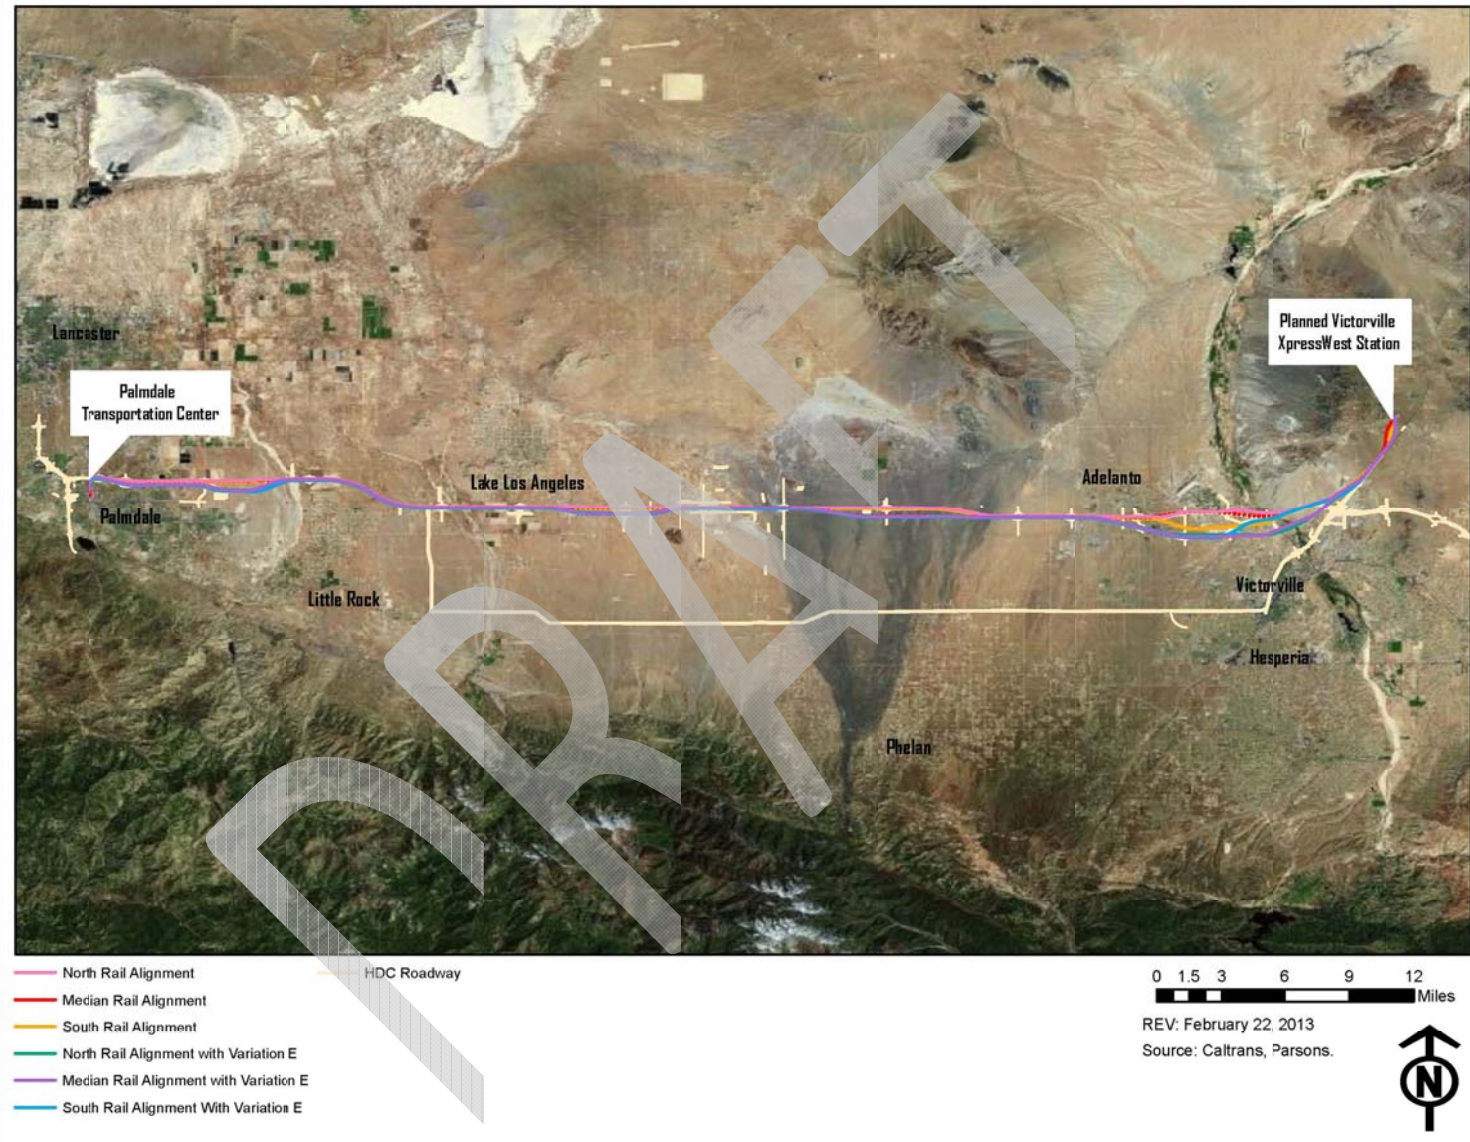 Lancaster
Palmdale
Transportation Center
Planned Victorville
XpressWest Station
Palmdale
Lake Los Angeles
Adelanto
Little Rock
Victorville
Hesperia
Phelan
DRAFT
North Rail Alignment
Median Rail Alignment
South Rail Alignment
North Rail Alignment with Variation E
Median Rail Alignment with Variation E
South Rail Alignment With Variation E
HDC Roadway
0 1.5 3 6 9 12
Miles
REV: February 22, 2013
Source: Caltrans, Parsons.
N